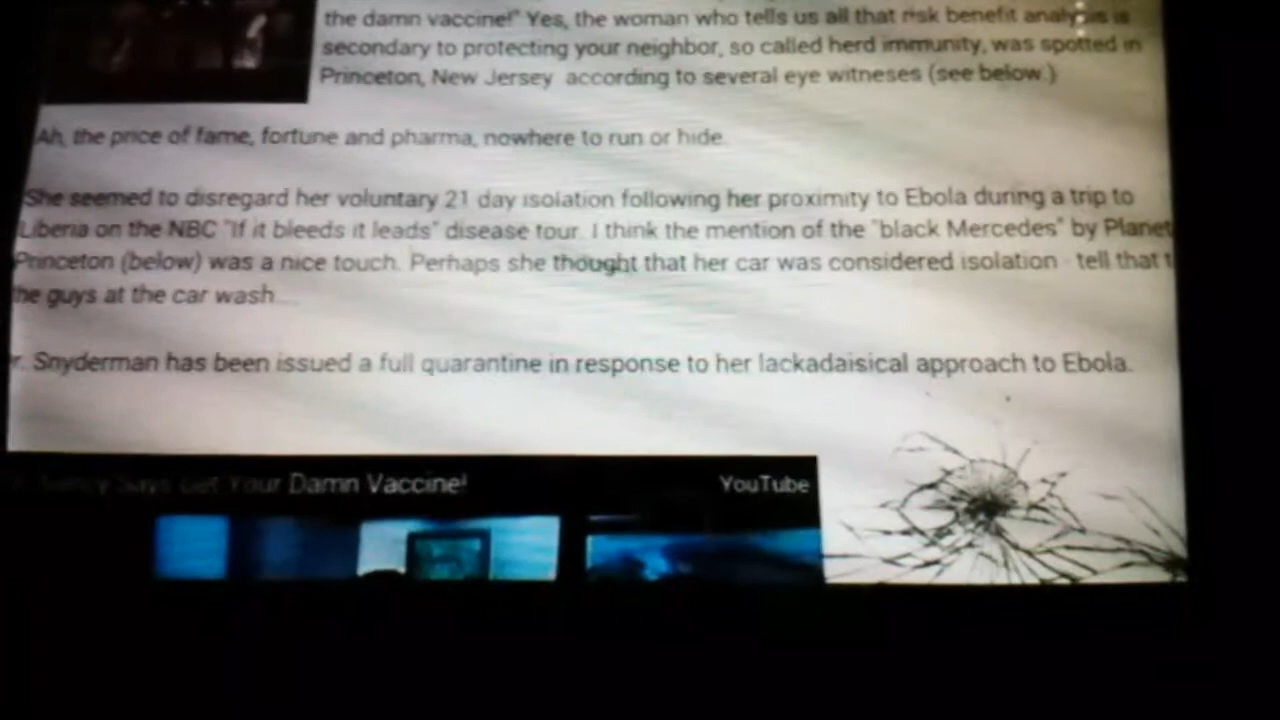 the damn vaccine!" Yes, the woman who tells us all that risk benefit analysis is
secondary to protecting your neighbor, so called herd immunity, was spotted in
Princeton, New Jersey according to several eye witneses (see below.)
Ah, the price of fame, fortune and pharma, nowhere to run or hide.
She seemed to disregard her voluntary 21 day isolation following her proximity to Ebola during a trip to
Liberia on the NBC "If it bleeds it leads" disease tour. I think the mention of the "black Mercedes" by Planet
Princeton (below) was a nice touch. Perhaps she thought that her car was considered isolation - tell that t
he guys at the car wash....
r. Snyderman has been issued a full quarantine in response to her lackadaisical approach to Ebola.
Nancy Says Get Your Damn Vaccine!
YouTube